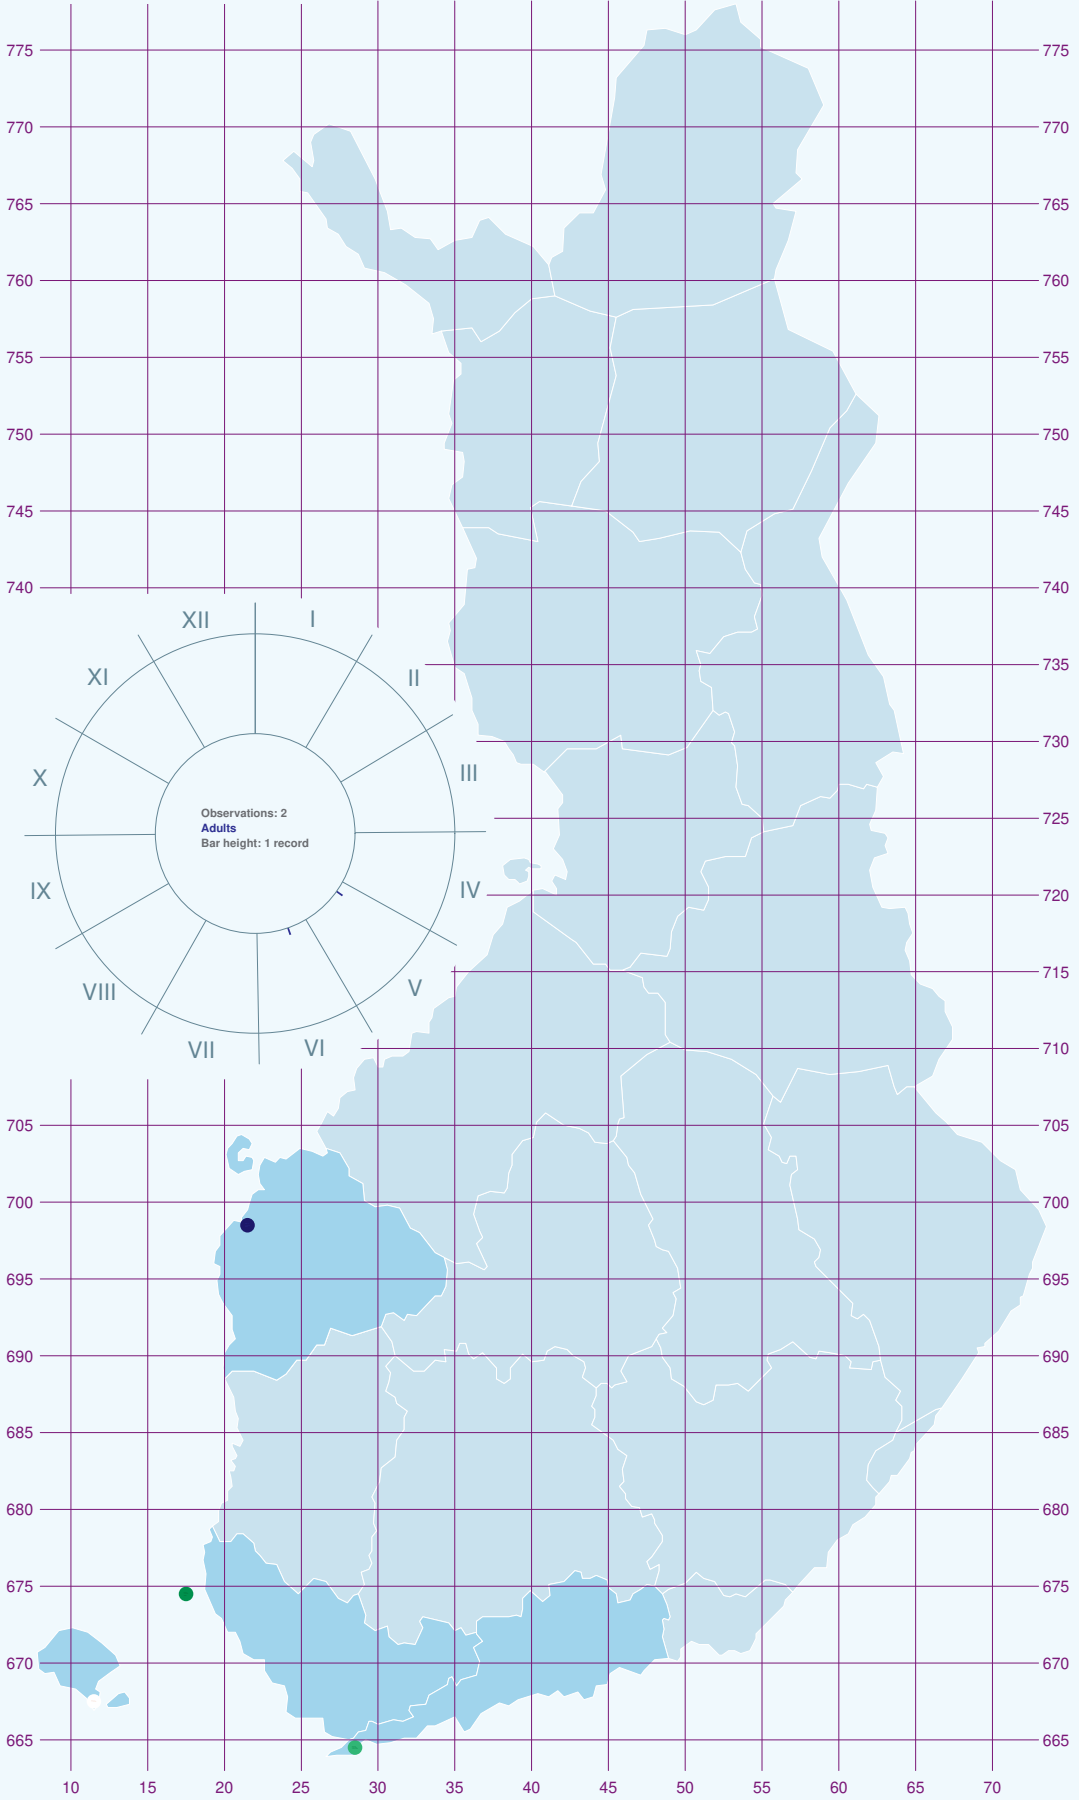 775 775
770 770
765 765
760 760
755 755
750 750
745 745
740 740
XII I
XI II
735
730
X III
725
Observations: 2
Adults
Bar height: 1 record
IX IV
720
VIII V
715
VII VI
710
705 705
700 700
695 695
690 690
685 685
680 680
675 675
670 670
665 665
10 15 20 25 30 35 40 45 50 55 60 65 70